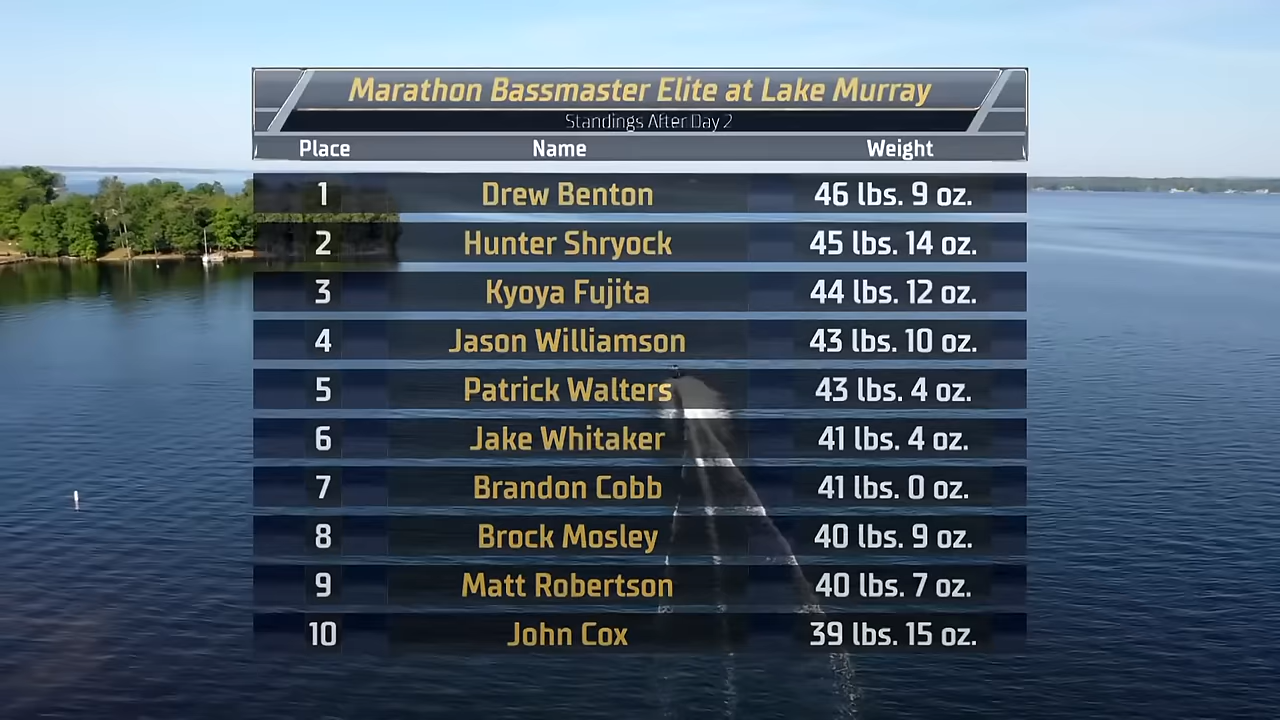 Marathon Bassmaster Elite at Lake Murray
Standings After Day 2
Place Name Weight
1 Drew Benton 46 lbs. 9 oz.
2 Hunter Shryock 45 lbs. 14 oz.
3 Kyoya Fujita 44 lbs. 12 oz.
4 Jason Williamson 43 lbs. 10 oz.
5 Patrick Walters 43 lbs. 4 oz.
6 Jake Whitaker 41 lbs. 4 oz.
7 Brandon Cobb 41 lbs. 0 oz.
8 Brock Mosley 40 lbs. 9 oz.
9 Matt Robertson 40 lbs. 7 oz.
10 John Cox 39 lbs. 15 oz.